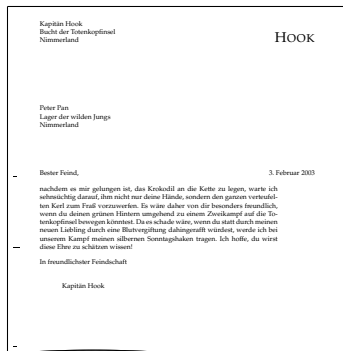 Kapitän Hook
Bucht der Totenkopfinsel
Nimmerland
HOOK
Peter Pan
Lager der wilden Jungs
Nimmerland
Bester Feind,
3. Februar 2003
nachdem es mir gelungen ist, das Krokodil an die Kette zu legen, warte ich
sehnsüchtig darauf, ihm nicht nur deine Hände, sondern den ganzen verteufel-
ten Kerl zum Fraß vorzuwerfen. Es wäre daher von dir besonders freundlich,
wenn du deinen grünen Hintern umgehend zu einem Zweikampf auf die To-
tenkopfinsel bewegen könntest. Da es schade wäre, wenn du statt durch meinen
neuen Liebling durch eine Blutvergiftung dahingerafft würdest, werde ich bei
unserem Kampf meinen silbernen Sonntagshaken tragen. Ich hoffe, du wirst
diese Ehre zu schätzen wissen!
In freundlichster Feindschaft
Kapitän Hook